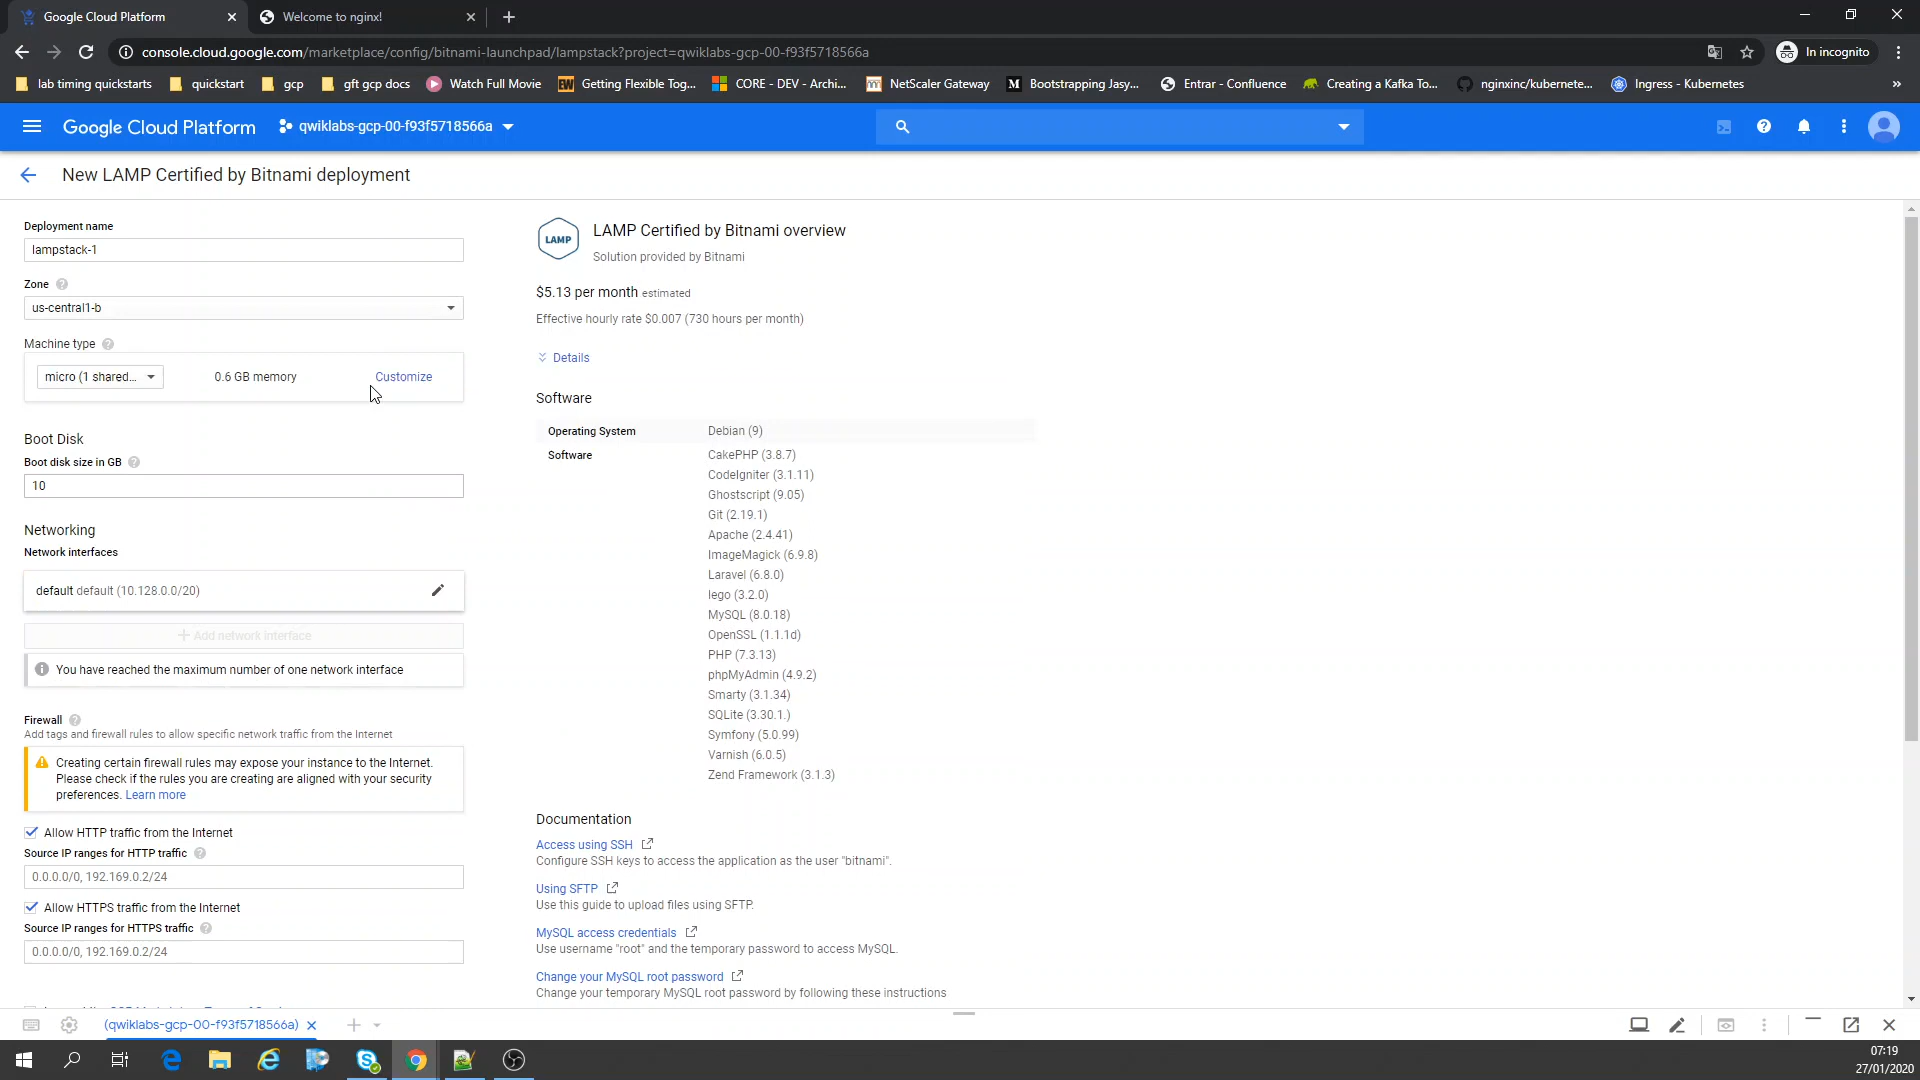 Google Cloud Platform
Welcome to nginx!
console.cloud.google.com/marketplace/config/bitnami-launchpad/lampstack?project=qwiklabs-gcp-00-f93f5718566a
In incognito
lab timing quickstarts
quickstart
gcp
gft gcp docs
Watch Full Movie
Getting Flexible Tog...
CORE - DEV - Archi...
NetScaler Gateway
Bootstrapping Jasy...
Entrar - Confluence
Creating a Kafka To...
nginxinc/kubernete...
Ingress - Kubernetes
»
Google Cloud Platform
qwiklabs-gcp-00-f93f5718566a
New LAMP Certified by Bitnami deployment
Deployment name
lampstack-1
Zone
us-central1-b
Machine type
micro (1 shared...
0.6 GB memory
Customize
Boot Disk
Boot disk size in GB
10
Networking
Network interfaces
default default (10.128.0.0/20)
+ Add network interface
You have reached the maximum number of one network interface
Firewall
Add tags and firewall rules to allow specific network traffic from the Internet
Creating certain firewall rules may expose your instance to the Internet.
Please check if the rules you are creating are aligned with your security
preferences. Learn more
Allow HTTP traffic from the Internet
Source IP ranges for HTTP traffic
0.0.0.0/0, 192.169.0.2/24
Allow HTTPS traffic from the Internet
Source IP ranges for HTTPS traffic
0.0.0.0/0, 192.169.0.2/24
LAMP
LAMP Certified by Bitnami overview
Solution provided by Bitnami
$5.13 per month estimated
Effective hourly rate $0.007 (730 hours per month)
Details
Software
Operating System
Debian (9)
Software
CakePHP (3.8.7)
CodeIgniter (3.1.11)
Ghostscript (9.05)
Git (2.19.1)
Apache (2.4.41)
ImageMagick (6.9.8)
Laravel (6.8.0)
lego (3.2.0)
MySQL (8.0.18)
OpenSSL (1.1.1d)
PHP (7.3.13)
phpMyAdmin (4.9.2)
Smarty (3.1.34)
SQLite (3.30.1.)
Symfony (5.0.99)
Varnish (6.0.5)
Zend Framework (3.1.3)
Documentation
Access using SSH
Configure SSH keys to access the application as the user "bitnami".
Using SFTP
Use this guide to upload files using SFTP.
MySQL access credentials
Use username "root" and the temporary password to access MySQL.
Change your MySQL root password
Change your temporary MySQL root password by following these instructions
(qwiklabs-gcp-00-f93f5718566a)
07:19
27/01/2020